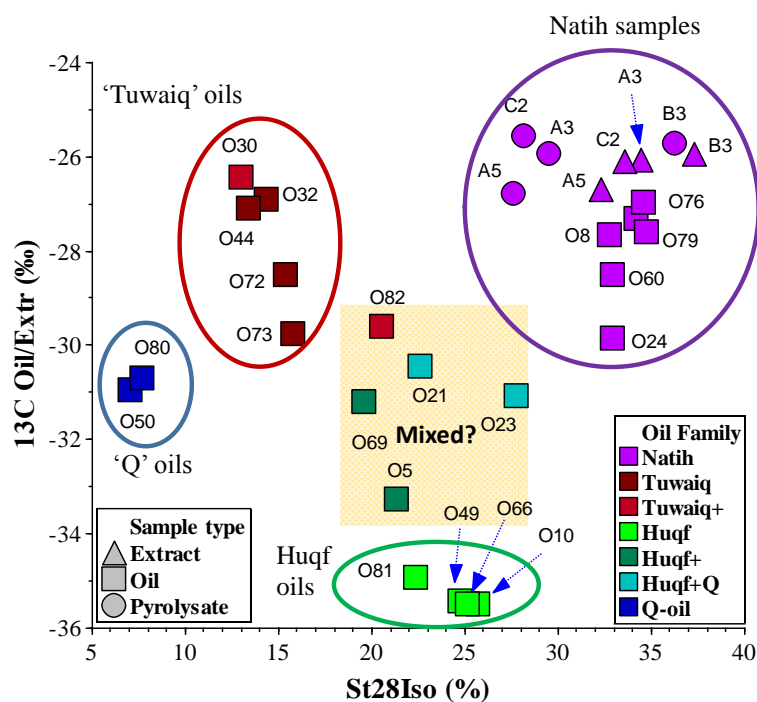 Natih samples
-24
'Tuwaiq' oils
A3
C2
B3
A3
C2
B3
-26
O30
A5
A5
O32
O76
O44
O8
O79
-28
O72
O60
O82
O73
O24
-30
O80
O21
O23
O50
O69
Mixed?
'Q' oils
-32
O5
-34
O49
O66
O10
Huqf
oils
O81
-36
13C Oil/Extr (‰)
Sample type
Extract
Oil
Pyrolysate
Oil Family
Natih
Tuwaiq
Tuwaiq+
Huqf
Huqf+
Huqf+Q
Q-oil
5 10 15 20 25 30 35 40
St28Iso (%)